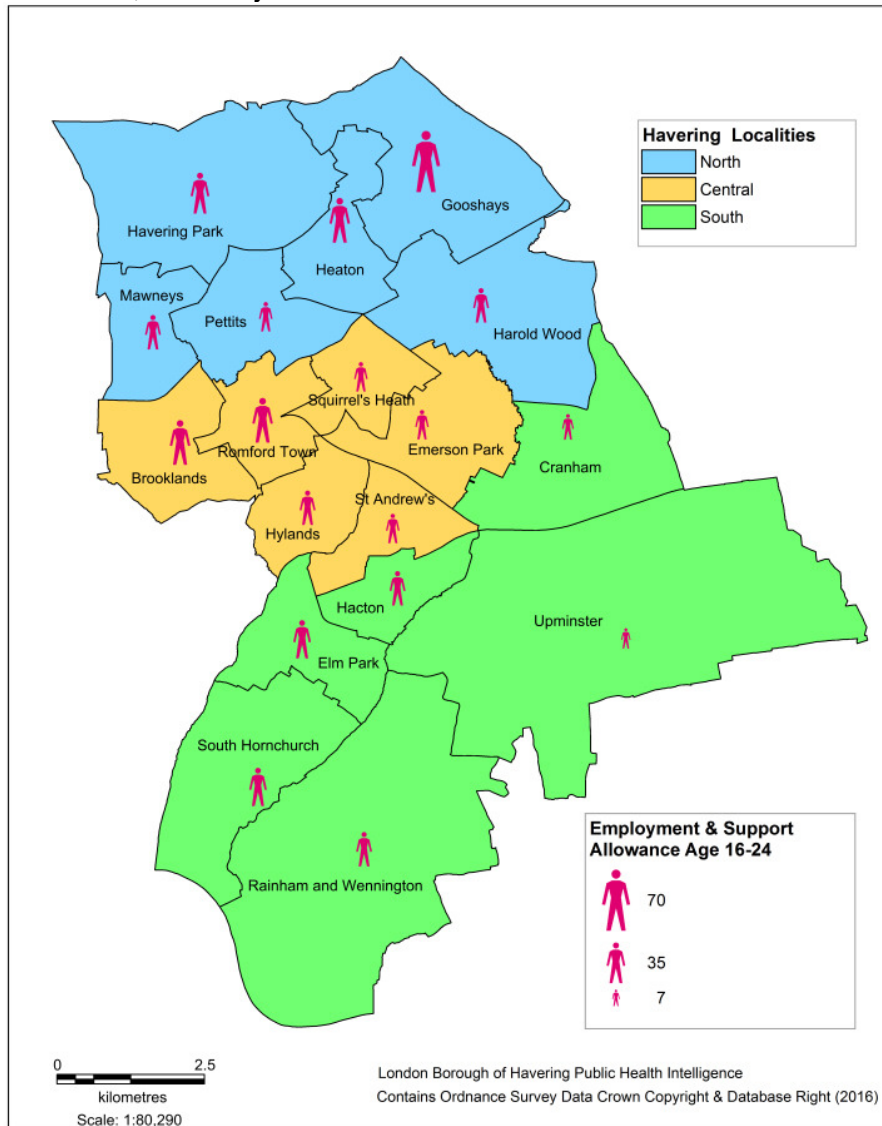 Havering Localities
North
Central
South
Gooshays
Havering Park
Heaton
Mawneys
Pettits
Harold Wood
Squirrel's Heath
Romford Town
Emerson Park
Brooklands
Cranham
St Andrew's
Hylands
Hacton
Upminster
Elm Park
South Hornchurch
Rainham and Wennington
Employment & Support
Allowance Age 16-24
70
35
7
0 2.5
kilometres
Scale: 1:80,290
London Borough of Havering Public Health Intelligence
Contains Ordnance Survey Data Crown Copyright & Database Right (2016)